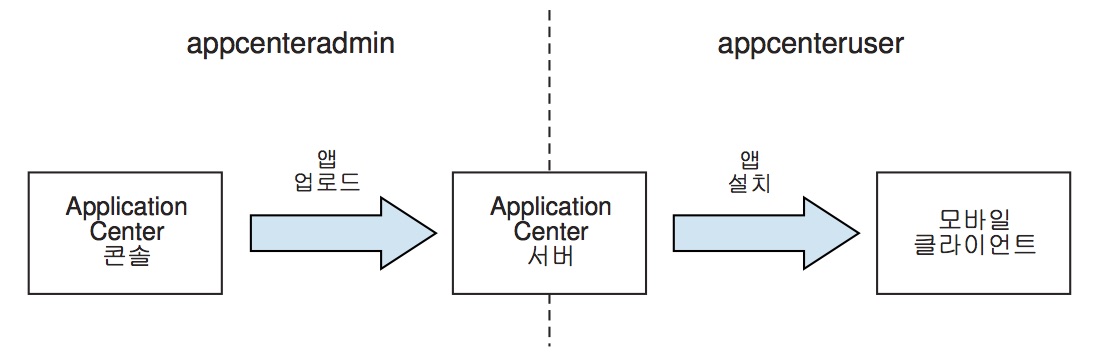 appcenteradmin
appcenteruser
앱
업로드
앱
설치
Application
Center
콘솔
Application
Center
서버
모바일
클라이언트